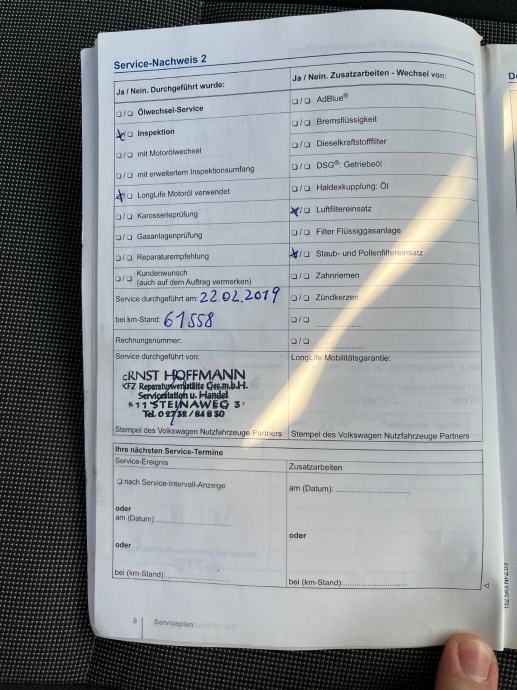 Service-Nachweis 2
Ja / Nein. Durchgeführt wurde:
☐/☐ Ölwechsel-Service
☒/☐ Inspektion
☐/☐ mit Motorölwechsel
☐/☐ mit erweitertem Inspektionsumfang
☒/☐ LongLife Motoröl verwendet
☐/☐ Karosserieprüfung
☐/☐ Gasanlagenprüfung
☐/☐ Reparaturempfehlung
☐/☐ Kundenwunsch
(auch auf dem Auftrag vermerken)
Service durchgeführt am: 22.02.2019
bei km-Stand: 61558
Rechnungsnummer:
Service durchgeführt von:
ERNST HOFFMANN
KFZ Reparaturwerkstätte Ges.m.b.H.
Servicestation u. Handel
511 STEINAWEG 3
Tel. 02732/84830
Stempel des Volkswagen Nutzfahrzeuge Partners
Ja / Nein. Zusatzarbeiten - Wechsel von:
☐/☐ AdBlue®
☐/☐ Bremsflüssigkeit
☐/☐ Dieselkraftstofffilter
☐/☐ DSG®: Getriebeöl
☐/☐ Haldexkupplung: Öl
☒/☐ Luftfiltereinsatz
☐/☐ Filter Flüssiggasanlage
☒/☐ Staub- und Pollenfiltereinsatz
☐/☐ Zahnriemen
☐/☐ Zündkerzen
☐/☐ ....................
☐/☐ ....................
LongLife Mobilitätsgarantie:
Stempel des Volkswagen Nutzfahrzeuge Partners
Ihre nächsten Service-Termine
Service-Ereignis
☐ nach Service-Intervall-Anzeige
oder
am (Datum): ..............................
oder
bei (km-Stand): ..............................
Zusatzarbeiten
am (Datum): ..............................
oder
bei (km-Stand): ..............................
8 Serviceplan